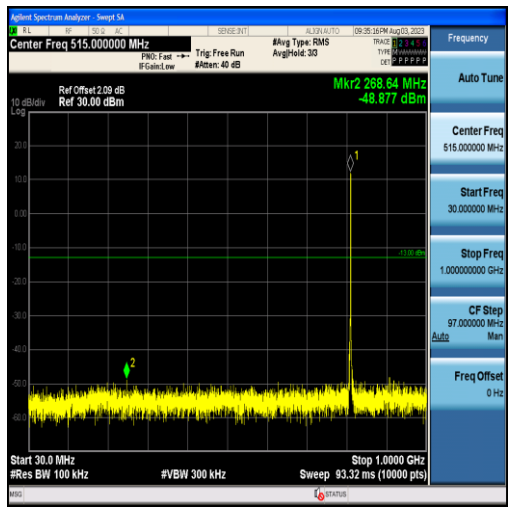 Agilent Spectrum Analyzer - Swept SA
RL RF 50 Ω AC SENSE:INT ALIGN AUTO 09:35:16 PM Aug 03, 2023
Center Freq 515.000000 MHz
PNO: Fast
IFGain:Low
Trig: Free Run
#Atten: 40 dB
#Avg Type: RMS
Avg|Hold: 3/3
TRACE 1 2 3 4 5 6
TYPE M
DET P P P P P P
Mkr2 268.64 MHz
-48.877 dBm
Ref Offset 2.09 dB
10 dB/div Ref 30.00 dBm
Log
20.0
10.0
0.00
-10.0
-20.0
-30.0
-40.0
-50.0
-60.0
1
-13.00 dBm
2
Start 30.0 MHz
Stop 1.0000 GHz
#Res BW 100 kHz
#VBW 300 kHz
Sweep 93.32 ms (10000 pts)
MSG
STATUS
Frequency
Auto Tune
Center Freq
515.000000 MHz
Start Freq
30.000000 MHz
Stop Freq
1.000000000 GHz
CF Step
97.000000 MHz
Auto Man
Freq Offset
0 Hz